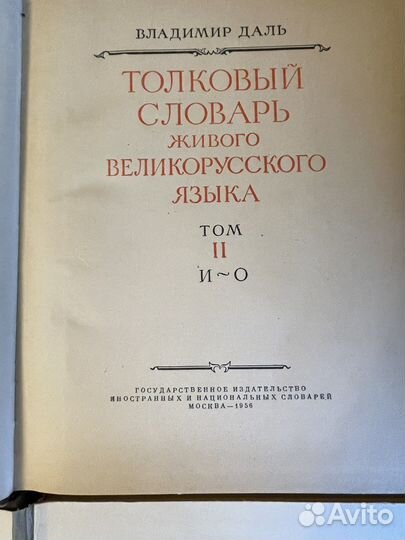 ВЛАДИМИР ДАЛЬ
ТОЛКОВЫЙ
СЛОВАРЬ
ЖИВОГО
ВЕЛИКОРУССКОГО
ЯЗЫКА
ТОМ
II
И~О
ГОСУДАРСТВЕННОЕ ИЗДАТЕЛЬСТВО
ИНОСТРАННЫХ И НАЦИОНАЛЬНЫХ СЛОВАРЕЙ
МОСКВА—1956
Avito